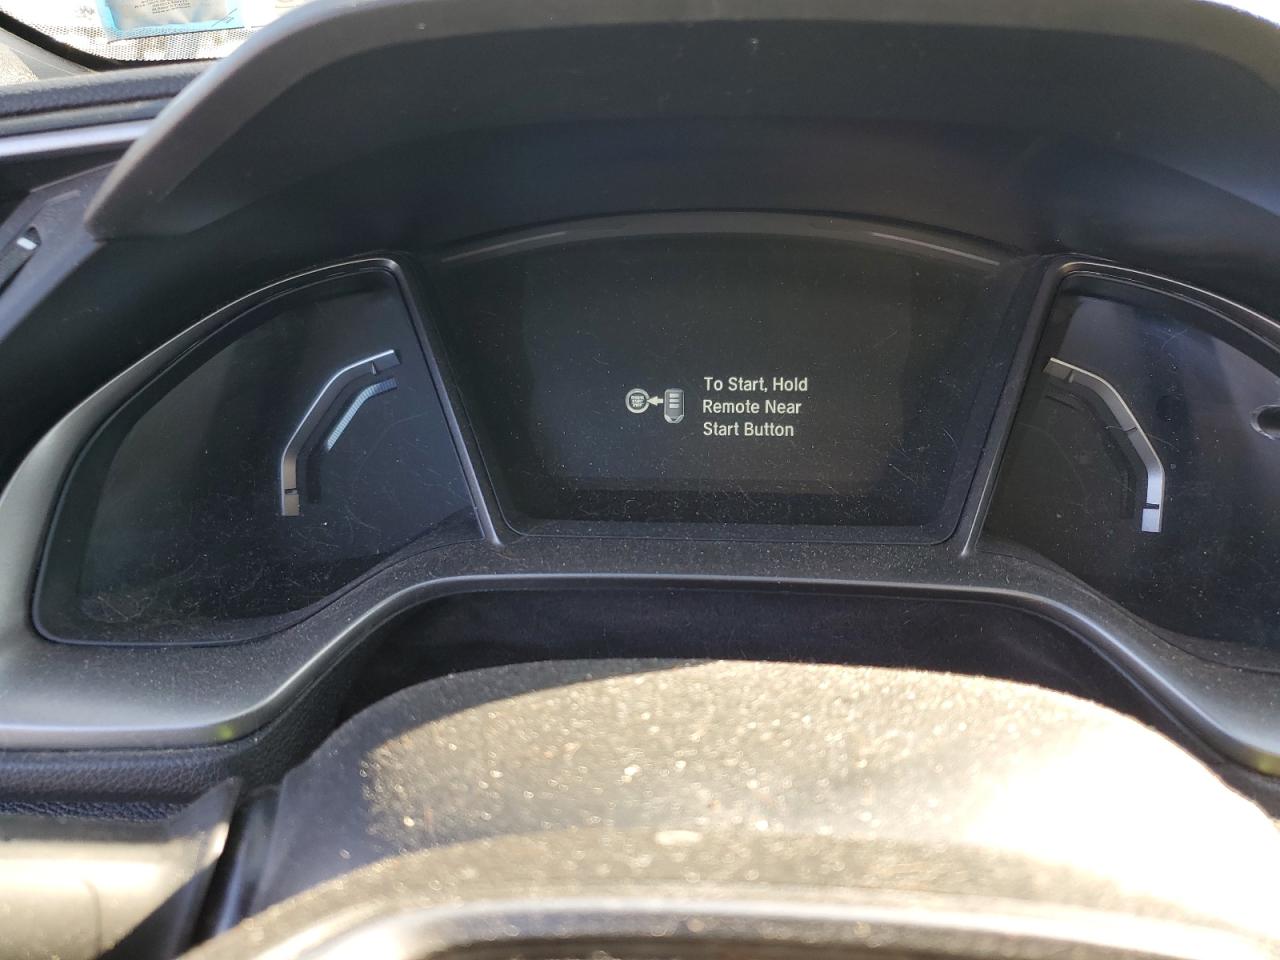 To Start, Hold
Remote Near
Start Button